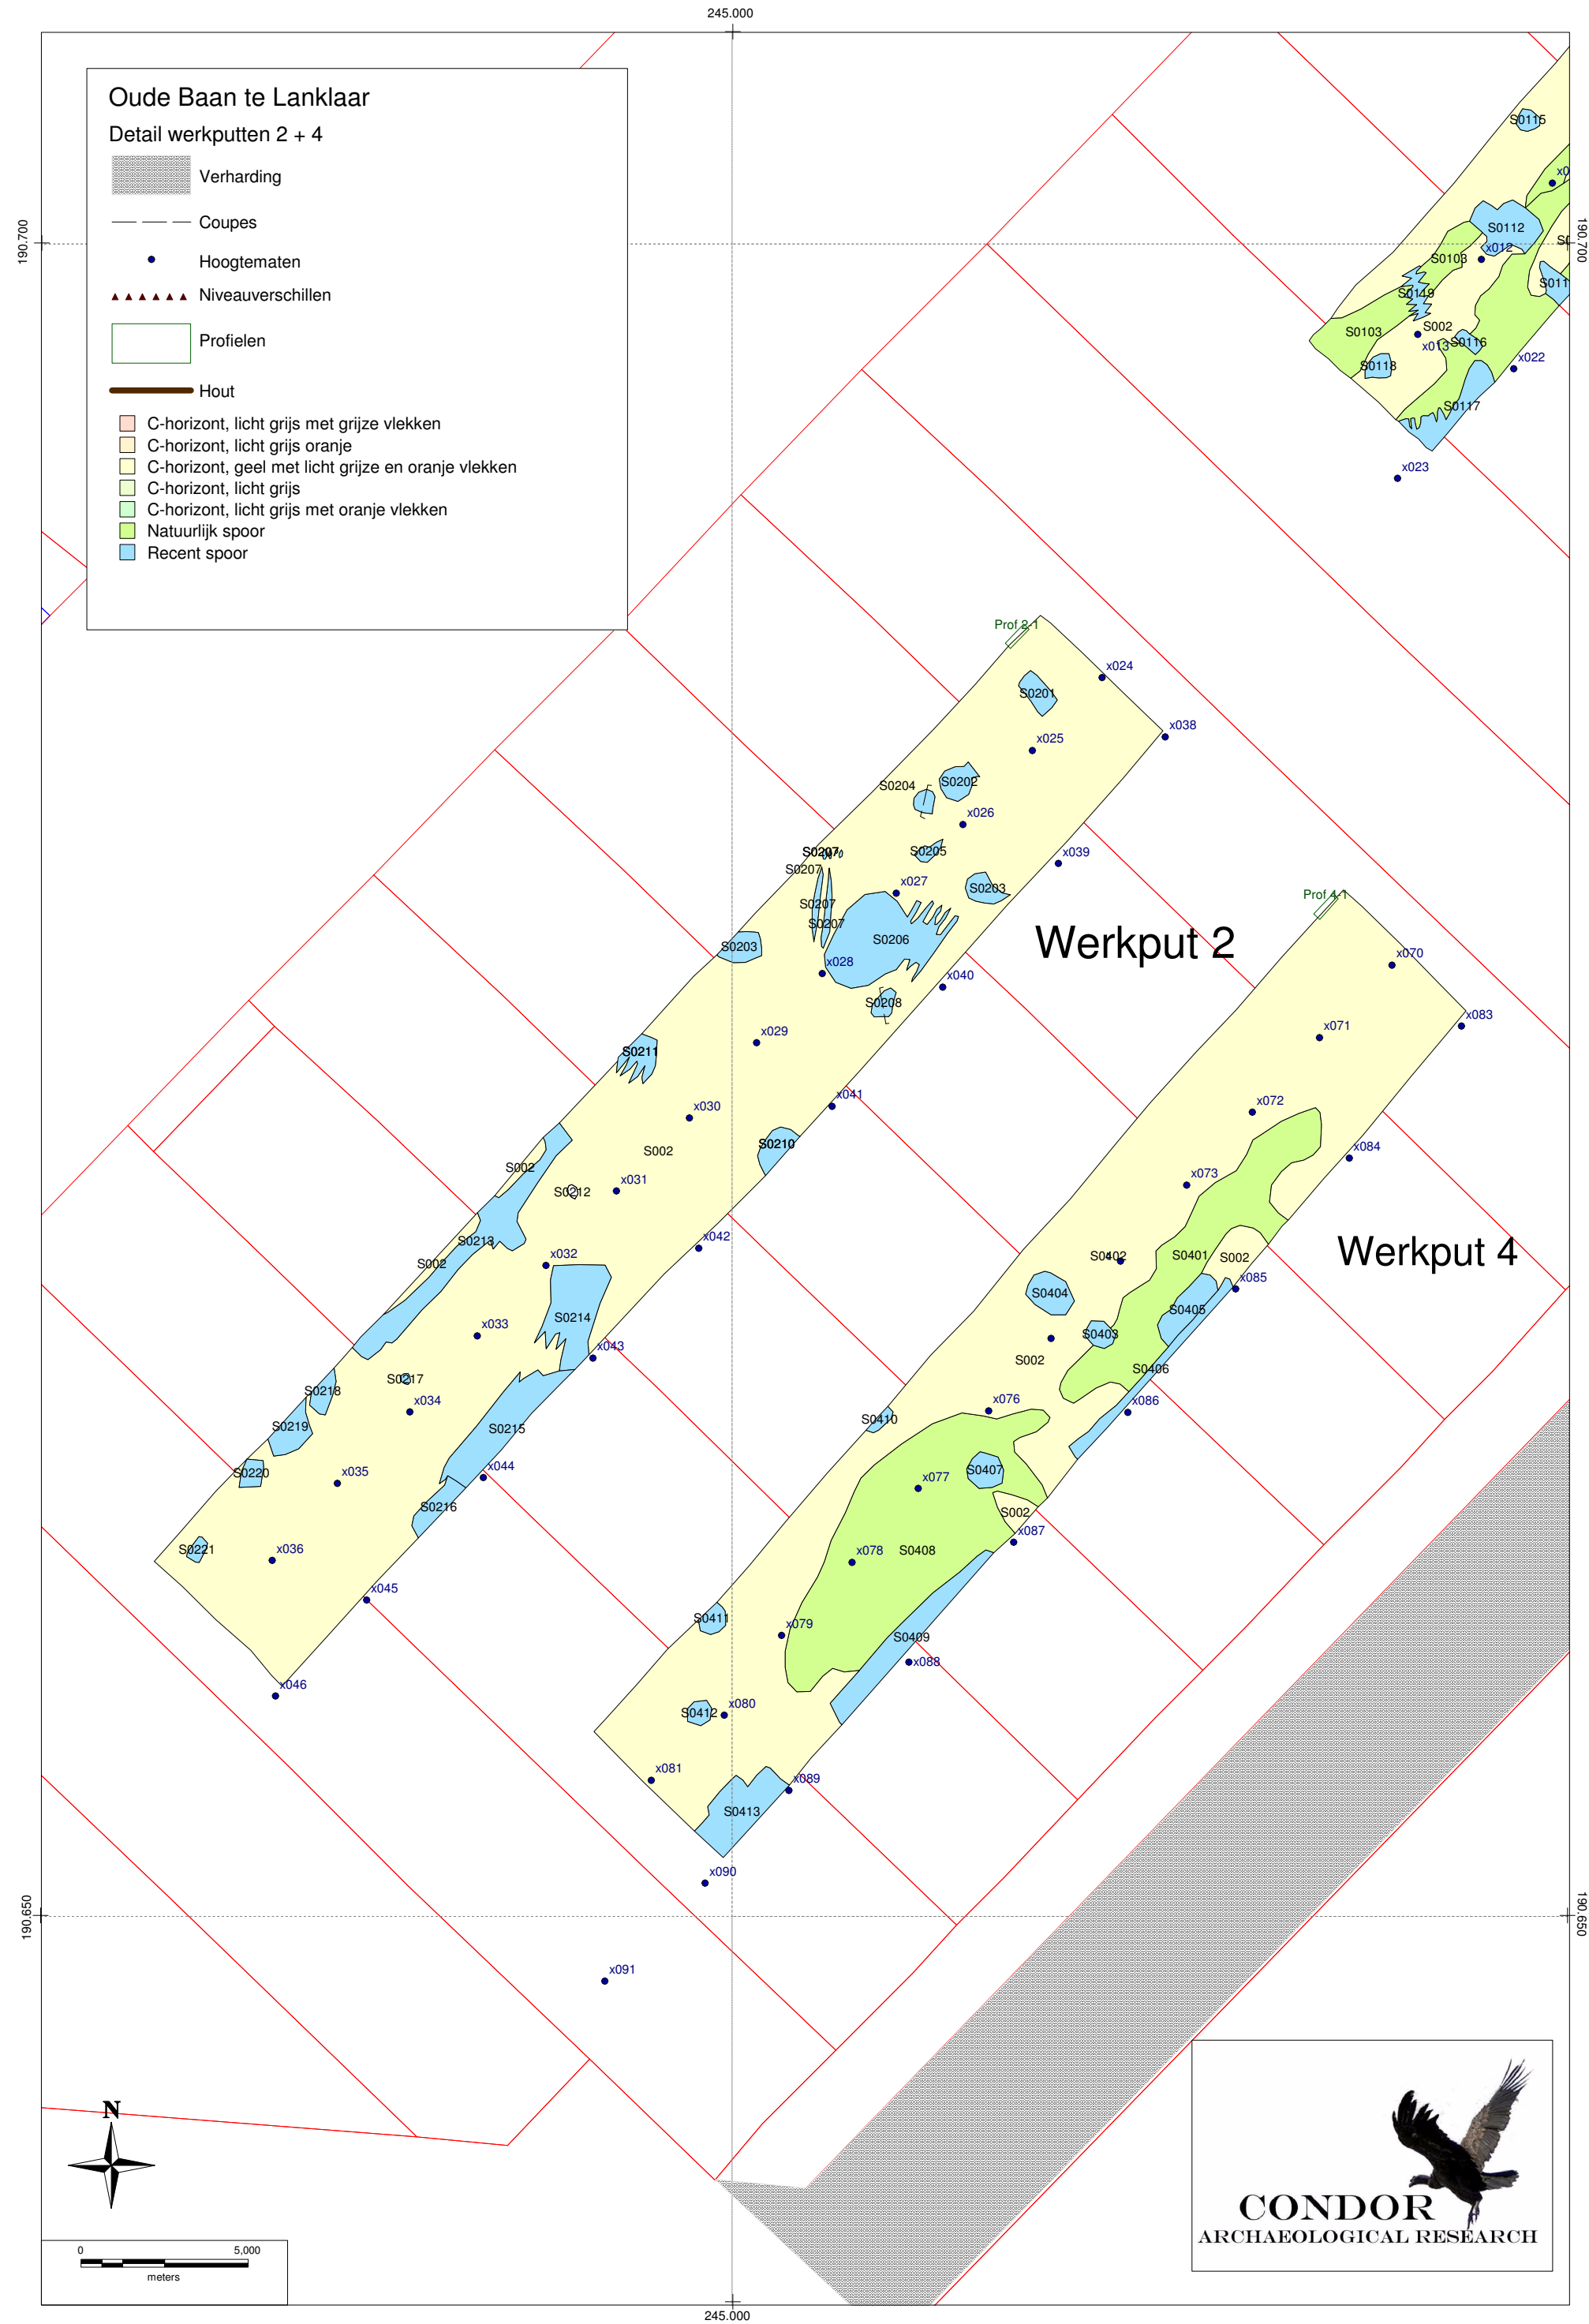 245.000
Oude Baan te Lanklaar
Detail werkputten 2 + 4
Verharding
Coupes
Hoogtematen
Niveauverschillen
Profielen
Hout
C-horizont, licht grijs met grijze vlekken
C-horizont, licht grijs oranje
C-horizont, geel met licht grijze en oranje vlekken
C-horizont, licht grijs
C-horizont, licht grijs met oranje vlekken
Natuurlijk spoor
Recent spoor
190.700
190.700
S0115
S0112
x012
S0103
S0119
S0103
S002
x013
S0116
S0118
x022
S0117
x023
Prof 2-1
x024
S0201
x038
x025
S0204
S0202
x026
S0207
S0205
x039
S0207
x027
S0203
Prof 4-1
S0207
S0207
S0206
S0203
Werkput 2
x028
x070
x040
S0208
x083
x029
x071
S0211
x041
x030
x072
S0210
S002
x084
S002
x073
S0212
x031
x042
S0213
Werkput 4
x032
S0402
S0401
S002
S002
x085
S0404
S0405
S0214
x033
S0403
x043
S002
S0406
S0217
S0218
x034
x076
x086
S0219
S0410
S0215
x044
S0220
x035
S0407
x077
S0216
S002
x087
S0221
x036
x078
S0408
x045
S0411
x079
S0409
x088
x046
x080
S0412
x081
x089
S0413
x090
190.650
190.650
x091
N
0 5,000
meters
CONDOR
ARCHAEOLOGICAL RESEARCH
245.000